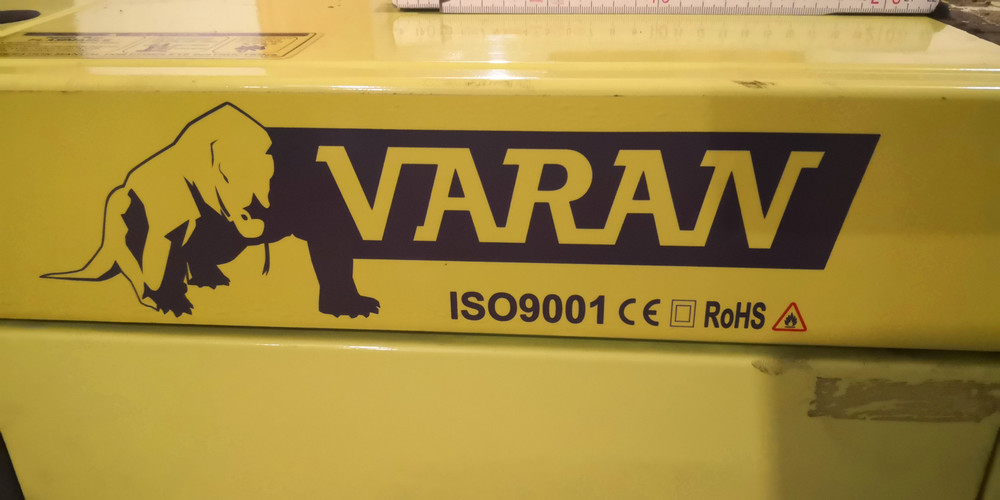 VARAN
ISO9001 CE RoHS